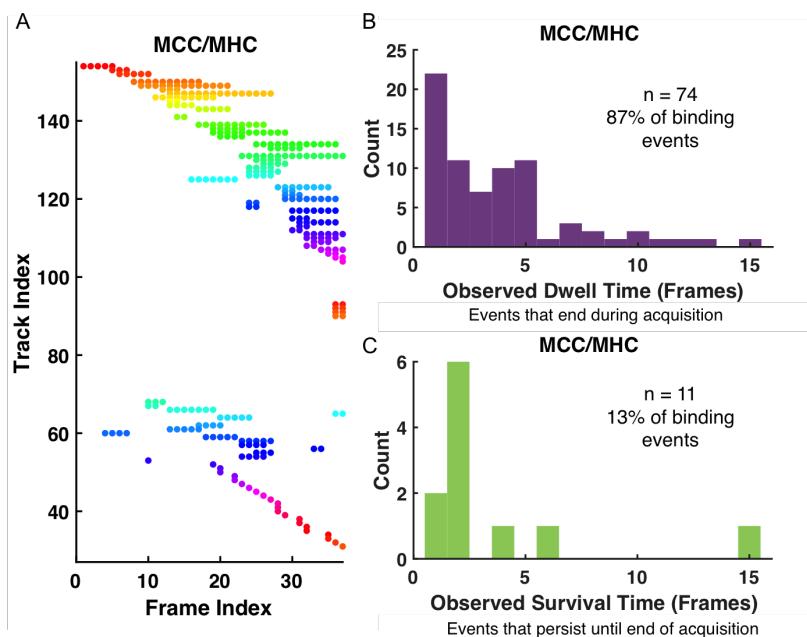 A
MCC/MHC
Track Index
140
120
100
80
60
40
0
10
20
30
Frame Index
B
MCC/MHC
n = 74
87% of binding
events
Count
25
20
15
10
5
0
0
5
10
15
Observed Dwell Time (Frames)
Events that end during acquisition
C
MCC/MHC
n = 11
13% of binding
events
Count
6
4
2
0
0
5
10
15
Observed Survival Time (Frames)
Events that persist until end of acquisition